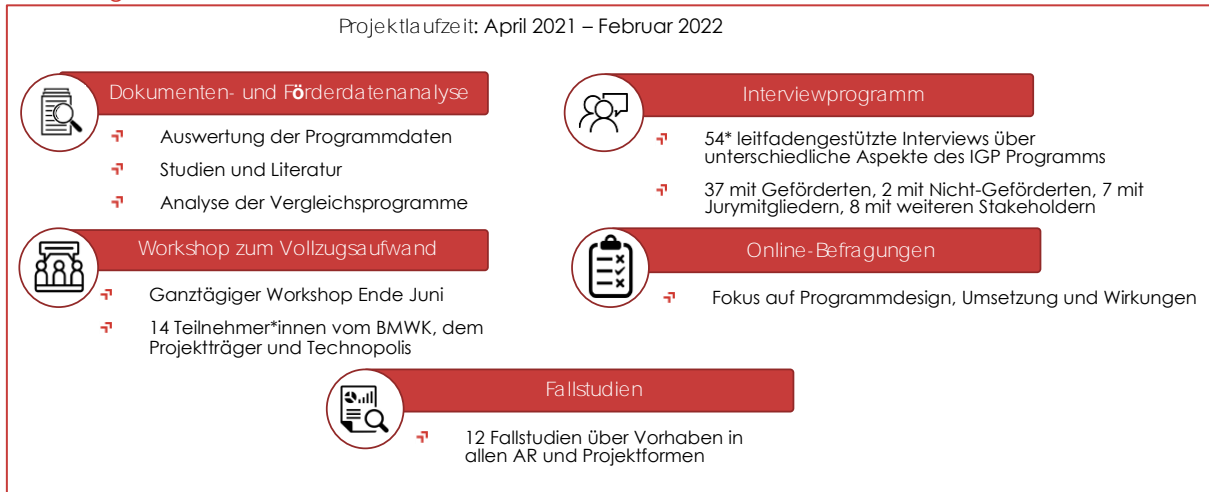 Projektlaufzeit: April 2021 – Februar 2022
Dokumenten- und Förderdatenanalyse
Auswertung der Programmdaten
Studien und Literatur
Analyse der Vergleichsprogramme
Interviewprogramm
54* leitfadengestützte Interviews über
unterschiedliche Aspekte des IGP Programms
37 mit Geförderten, 2 mit Nicht-Geförderten, 7 mit
Jurymitgliedern, 8 mit weiteren Stakeholdern
Workshop zum Vollzugsaufwand
Ganztägiger Workshop Ende Juni
14 Teilnehmer*innen vom BMWK, dem
Projektträger und Technopolis
Online-Befragungen
Fokus auf Programmdesign, Umsetzung und Wirkungen
Fallstudien
12 Fallstudien über Vorhaben in
allen AR und Projektformen